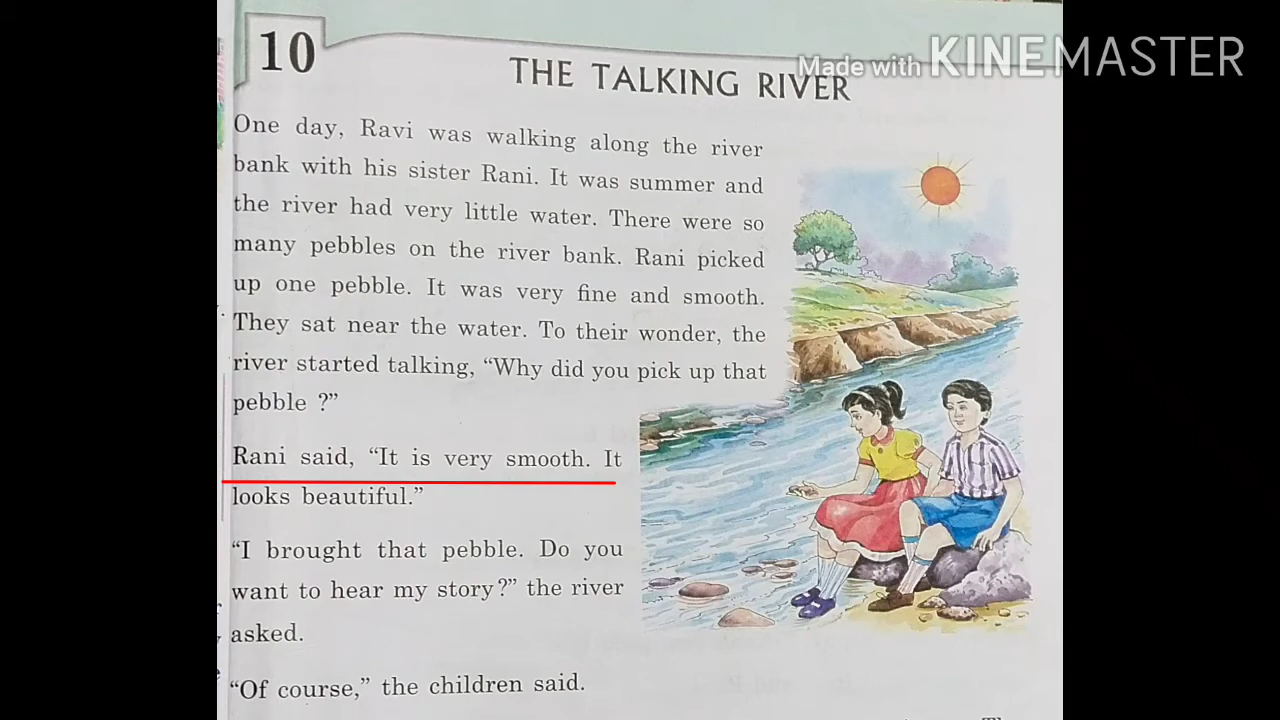 10
Made with KINEMASTER
THE TALKING RIVER
One day, Ravi was walking along the river
bank with his sister Rani. It was summer and
the river had very little water. There were so
many pebbles on the river bank. Rani picked
up one pebble. It was very fine and smooth.
They sat near the water. To their wonder, the
river started talking, “Why did you pick up that
pebble ?”
Rani said, “It is very smooth. It
looks beautiful.”
“I brought that pebble. Do you
want to hear my story?” the river
asked.
“Of course,” the children said.